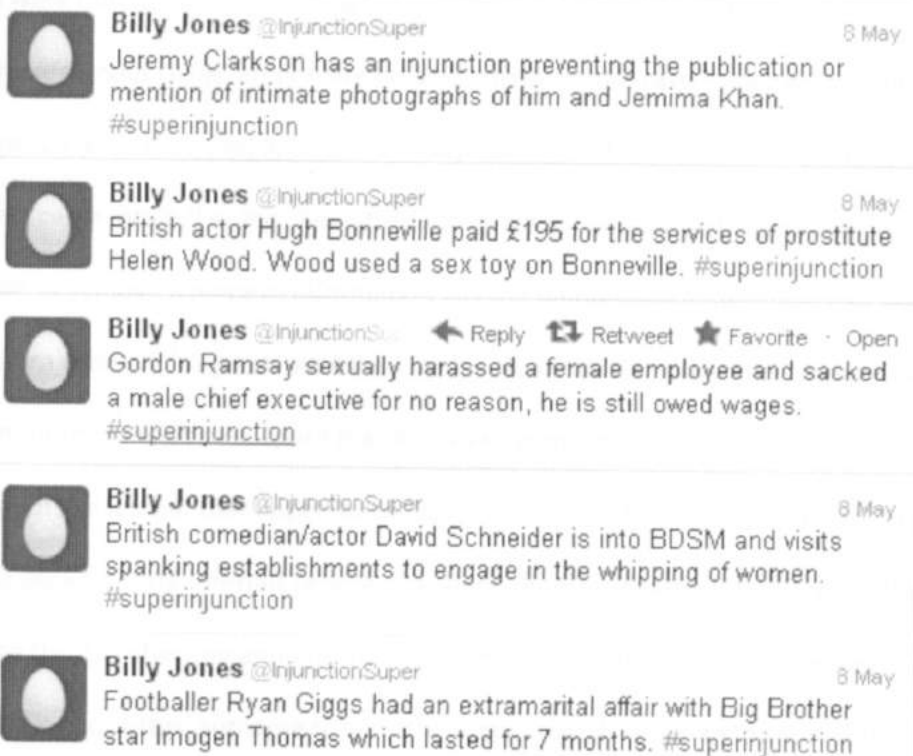 Billy Jones @InjunctionSuper 8 May
Jeremy Clarkson has an injunction preventing the publication or
mention of intimate photographs of him and Jemima Khan.
#superinjunction
Billy Jones @InjunctionSuper 8 May
British actor Hugh Bonneville paid £195 for the services of prostitute
Helen Wood. Wood used a sex toy on Bonneville. #superinjunction
Billy Jones @InjunctionSu Reply Retweet Favorite · Open
Gordon Ramsay sexually harassed a female employee and sacked
a male chief executive for no reason, he is still owed wages.
#superinjunction
Billy Jones @InjunctionSuper 8 May
British comedian/actor David Schneider is into BDSM and visits
spanking establishments to engage in the whipping of women.
#superinjunction
Billy Jones @InjunctionSuper 8 May
Footballer Ryan Giggs had an extramarital affair with Big Brother
star Imogen Thomas which lasted for 7 months. #superinjunction